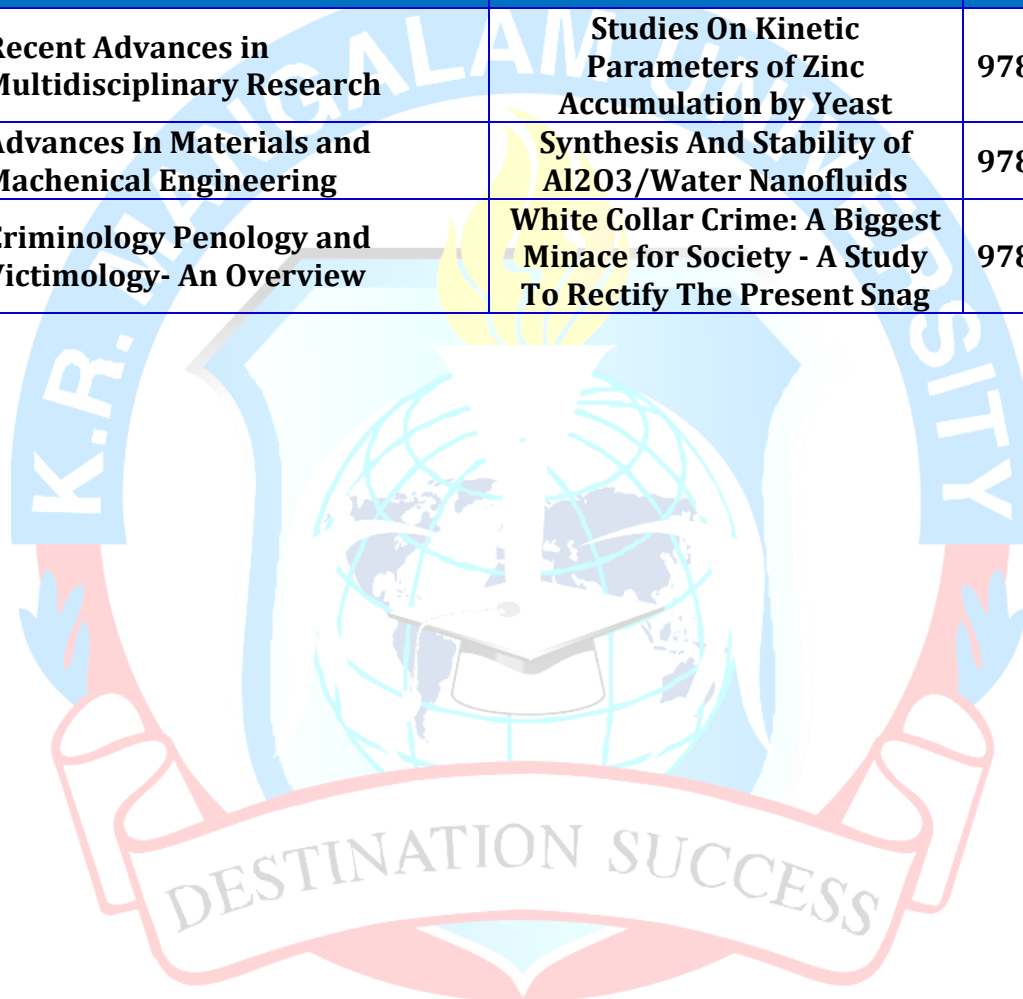 Recent Advances in
Multidisciplinary Research
Studies On Kinetic
Parameters of Zinc
Accumulation by Yeast
978
Advances In Materials and
Machenical Engineering
Synthesis And Stability of
Al2O3/Water Nanofluids
978
Criminology Penology and
Victimology- An Overview
White Collar Crime: A Biggest
Minace for Society - A Study
To Rectify The Present Snag
978
K.R. MANGALAM UNIVERSITY
DESTINATION SUCCESS